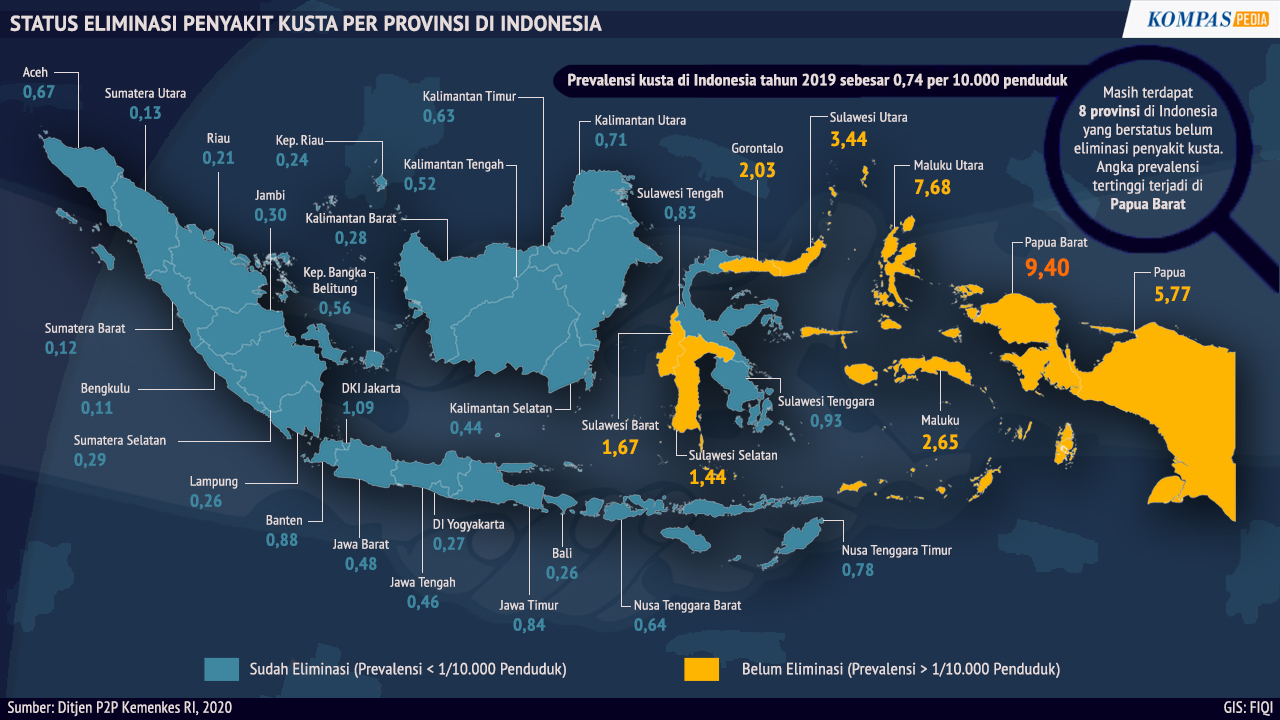 STATUS ELIMINASI PENYAKIT KUSTA PER PROVINSI DI INDONESIA
KOMPAS PEDIA
Prevalensi kusta di Indonesia tahun 2019 sebesar 0,74 per 10.000 penduduk
Masih terdapat
8 provinsi di Indonesia
yang berstatus belum
eliminasi penyakit kusta.
Angka prevalensi
tertinggi terjadi di
Papua Barat
Aceh
0,67
Sumatera Utara
0,13
Riau
0,21
Kep. Riau
0,24
Jambi
0,30
Kalimantan Timur
0,63
Kalimantan Tengah
0,52
Kalimantan Barat
0,28
Kep. Bangka
Belitung
0,56
Kalimantan Utara
0,71
Sulawesi Tengah
0,83
Gorontalo
2,03
Sulawesi Utara
3,44
Maluku Utara
7,68
Papua Barat
9,40
Papua
5,77
Sumatera Barat
0,12
Bengkulu
0,11
Sumatera Selatan
0,29
Lampung
0,26
Banten
0,88
DKI Jakarta
1,09
Jawa Barat
0,48
Jawa Tengah
0,46
DI Yogyakarta
0,27
Jawa Timur
0,84
Bali
0,26
Kalimantan Selatan
0,44
Sulawesi Barat
1,67
Sulawesi Selatan
1,44
Sulawesi Tenggara
0,93
Maluku
2,65
Nusa Tenggara Barat
0,64
Nusa Tenggara Timur
0,78
Sudah Eliminasi (Prevalensi < 1/10.000 Penduduk)
Belum Eliminasi (Prevalensi > 1/10.000 Penduduk)
Sumber: Ditjen P2P Kemenkes RI, 2020
GIS: FIQI